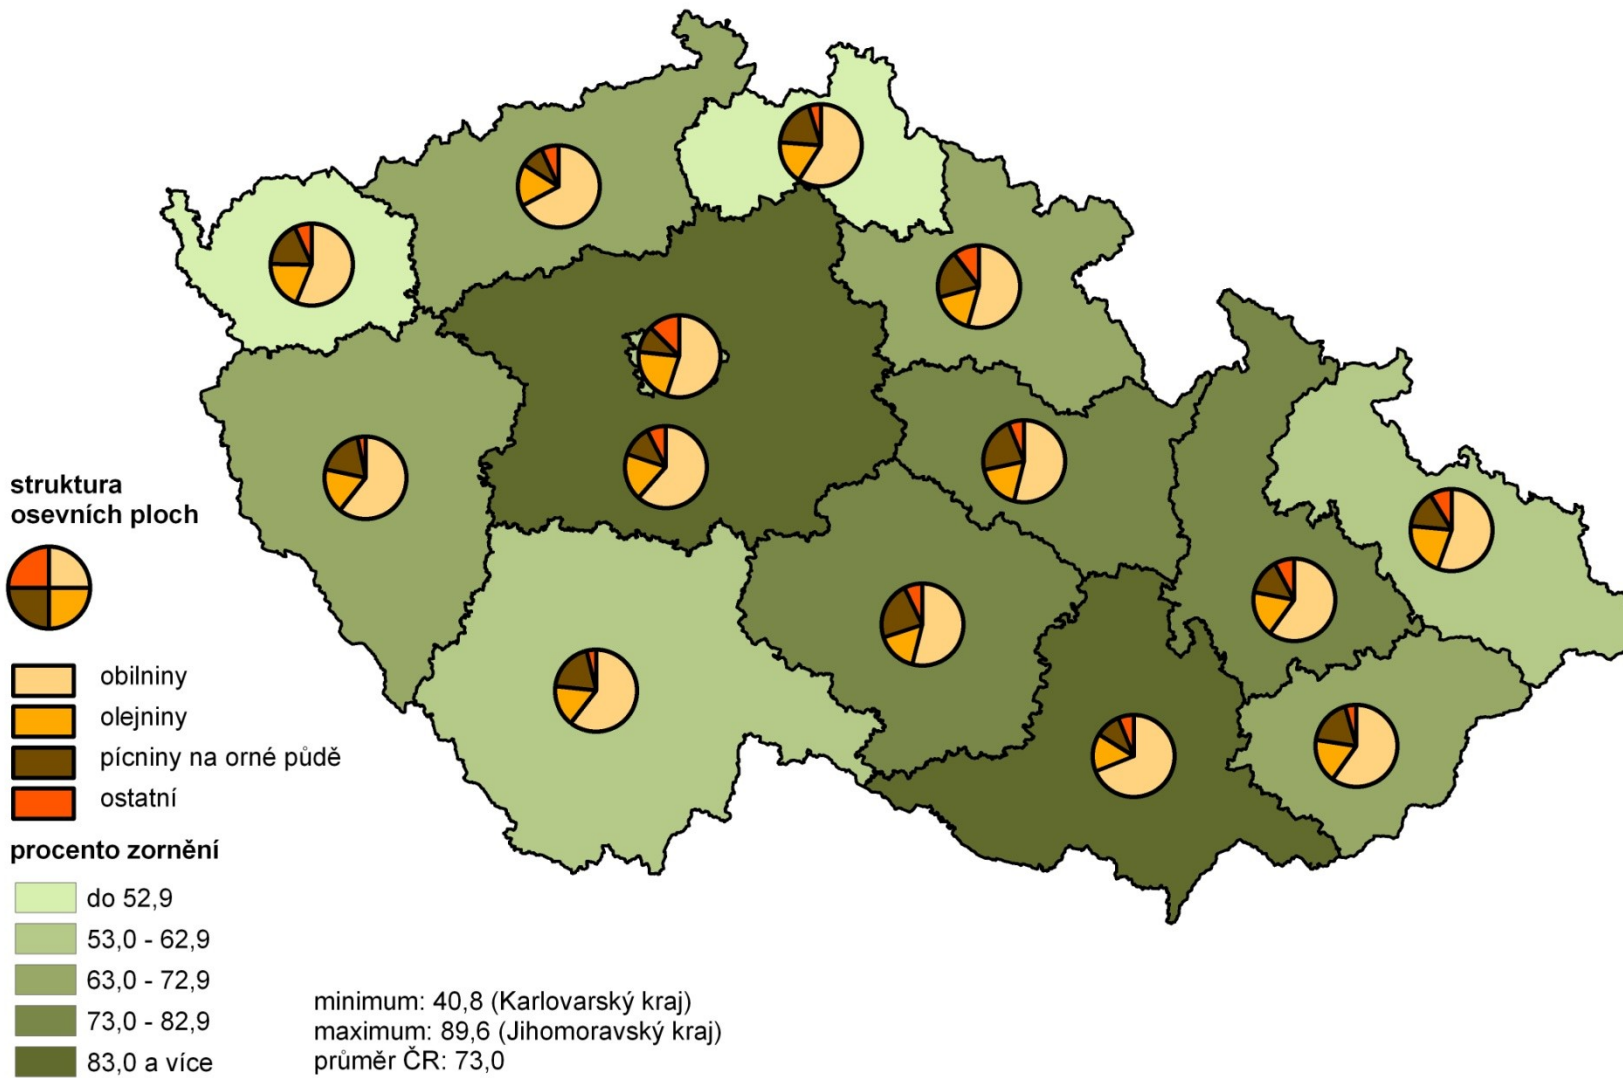 struktura
osevních ploch
obilniny
olejniny
pícniny na orné půdě
ostatní
procento zornění
do 52,9
53,0 - 62,9
63,0 - 72,9
73,0 - 82,9
83,0 a více
minimum: 40,8 (Karlovarský kraj)
maximum: 89,6 (Jihomoravský kraj)
průměr ČR: 73,0